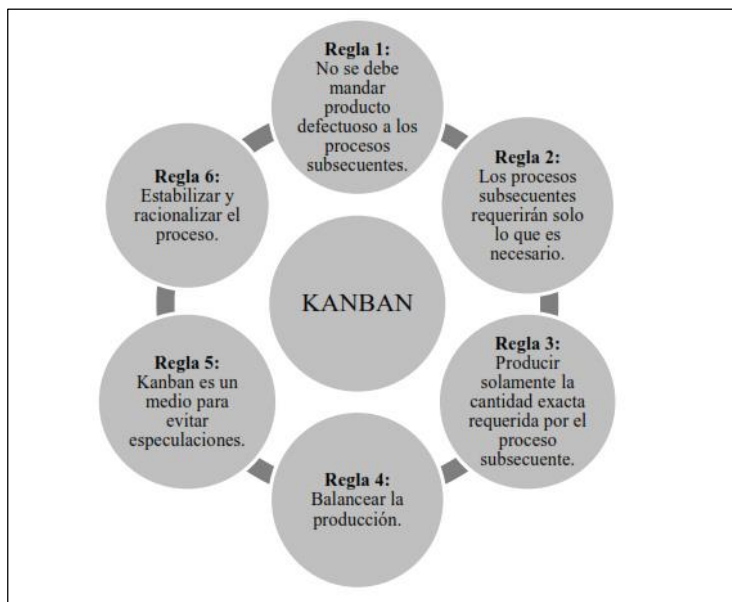 Regla 1:
No se debe
mandar
producto
defectuoso a los
procesos
subsecuentes.
Regla 2:
Los procesos
subsecuentes
requerirán solo
lo que es
necesario.
Regla 3:
Producir
solamente la
cantidad exacta
requerida por el
proceso
subsecuente.
Regla 4:
Balancear la
producción.
Regla 5:
Kanban es un
medio para
evitar
especulaciones.
Regla 6:
Estabilizar y
racionalizar el
proceso.
KANBAN